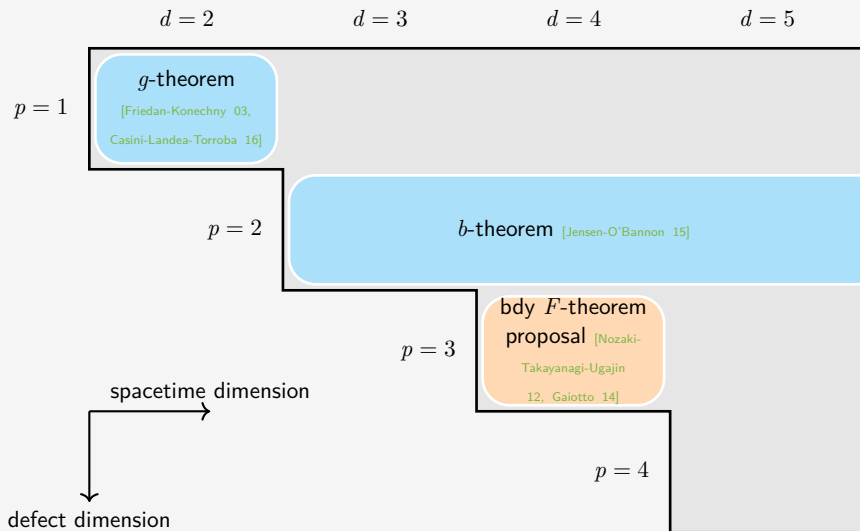 d = 2 d = 3 d = 4 d = 5
p = 1
g-theorem
[Friedan-Konechny 03,
Casini-Landea-Torroba 16]
p = 2
b-theorem [Jensen-O'Bannon 15]
p = 3
bdy F-theorem
proposal [Nozaki-
Takayanagi-Ugajin
12, Gaiotto 14]
spacetime dimension
p = 4
defect dimension